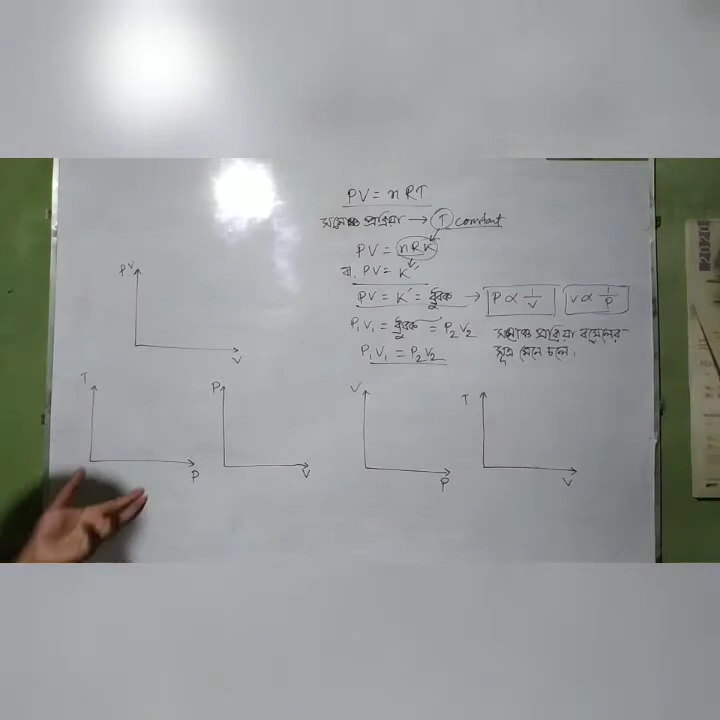 PV = nRT
সমোষ্ণ প্রক্রিয়া → T constant
PV = nRK
বা, PV = K'
PV = K' = ধ্রুবক → P ∝ 1/V V ∝ 1/P
P₁V₁ = ধ্রুবক = P₂V₂ সমোষ্ণ প্রক্রিয়া বয়েলের
P₁V₁ = P₂V₂ সূত্র মেনে চলে।
PV
V
T
P
P
V
V
P
T
V
2020